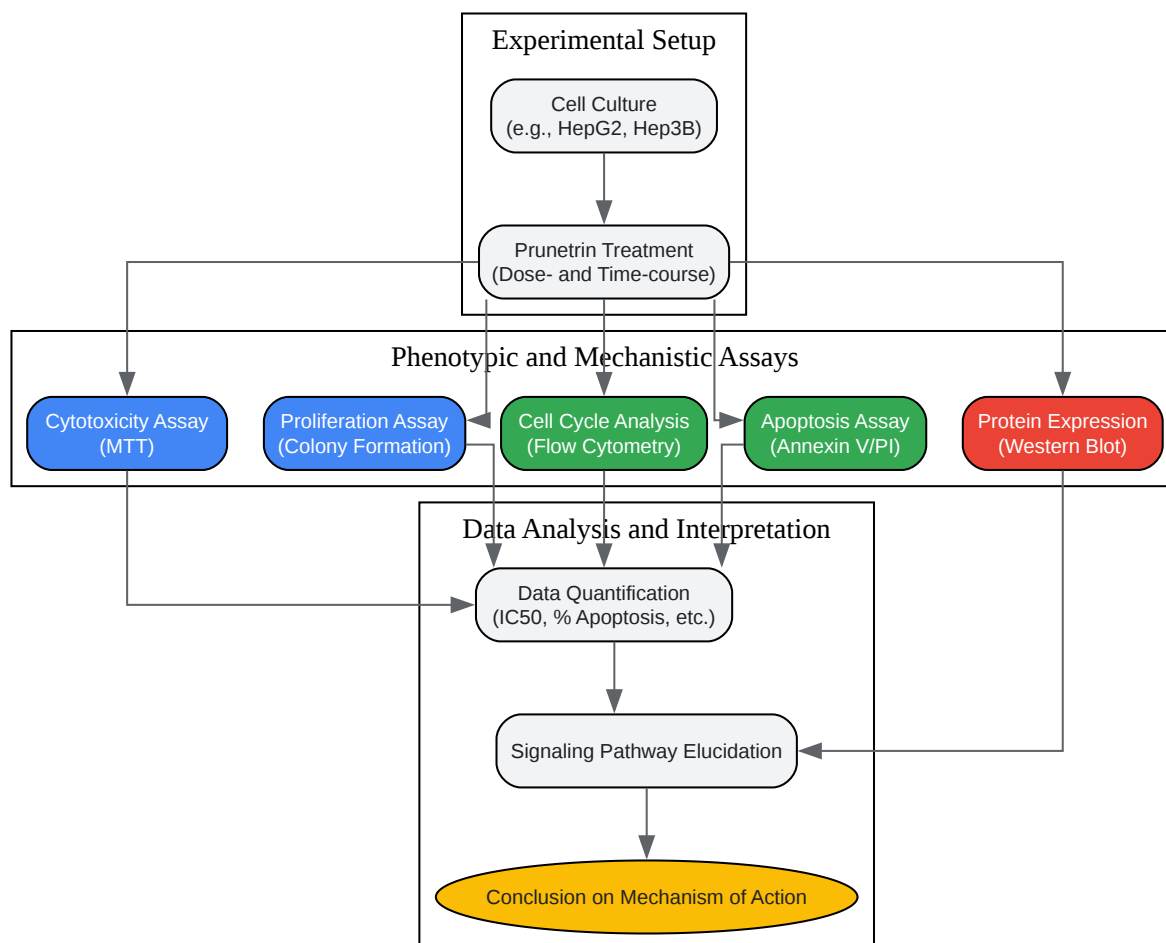 Experimental Setup
Cell Culture
(e.g., HepG2, Hep3B)
Prunetrin Treatment
(Dose- and Time-course)
Phenotypic and Mechanistic Assays
Cytotoxicity Assay
(MTT)
Proliferation Assay
(Colony Formation)
Cell Cycle Analysis
(Flow Cytometry)
Apoptosis Assay
(Annexin V/PI)
Protein Expression
(Western Blot)
Data Analysis and Interpretation
Data Quantification
(IC50, % Apoptosis, etc.)
Signaling Pathway Elucidation
Conclusion on Mechanism of Action